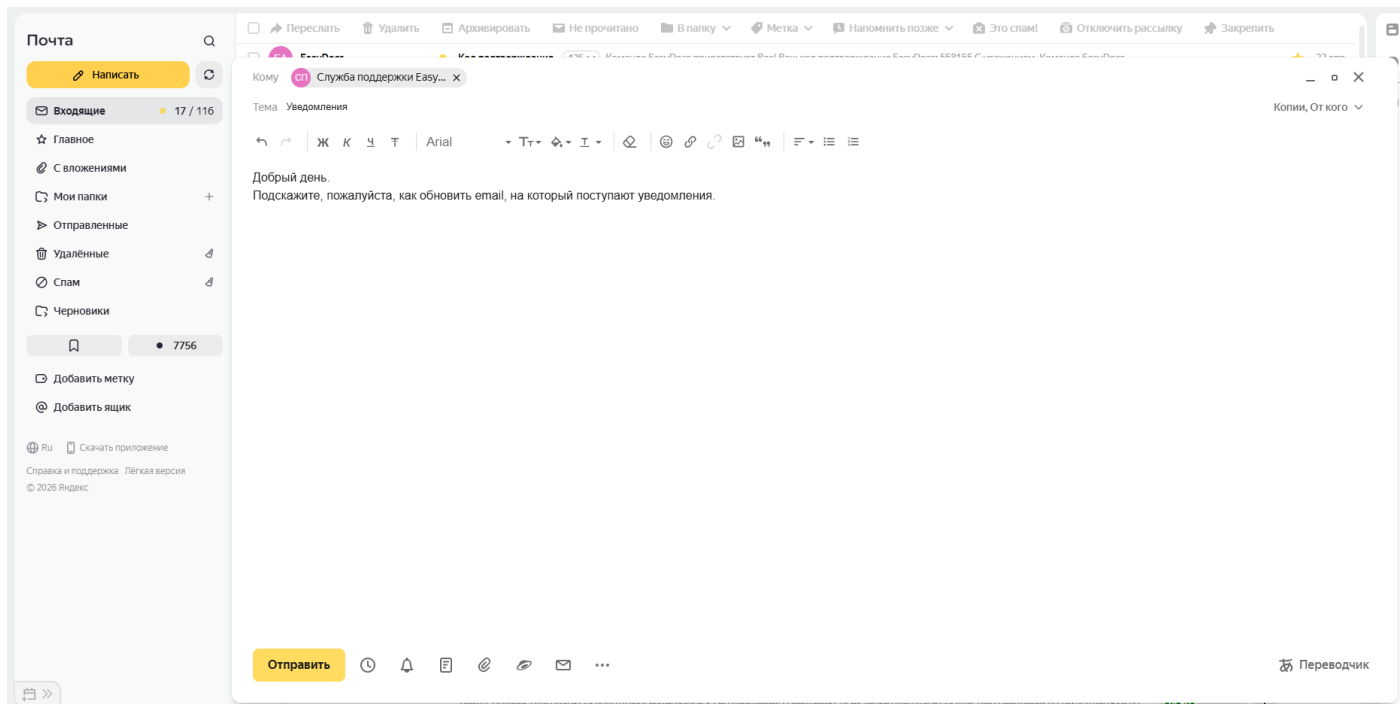 Почта
Написать
Входящие 17 / 116
Главное
С вложениями
Мои папки
Отправленные
Удалённые
Спам
Черновики
7756
Добавить метку
Добавить ящик
Ru Скачать приложение
Справка и поддержка Лёгкая версия
© 2026 Яндекс
Переслать Удалить Архивировать Не прочитано В папку Метка Напомнить позже Это спам! Отключить рассылку Закрепить
Кому СП Служба поддержки Easy...
Тема Уведомления Копии, От кого
Ж К Ч Т Arial Тт Т
Добрый день.
Подскажите, пожалуйста, как обновить email, на который поступают уведомления.
Отправить Переводчик